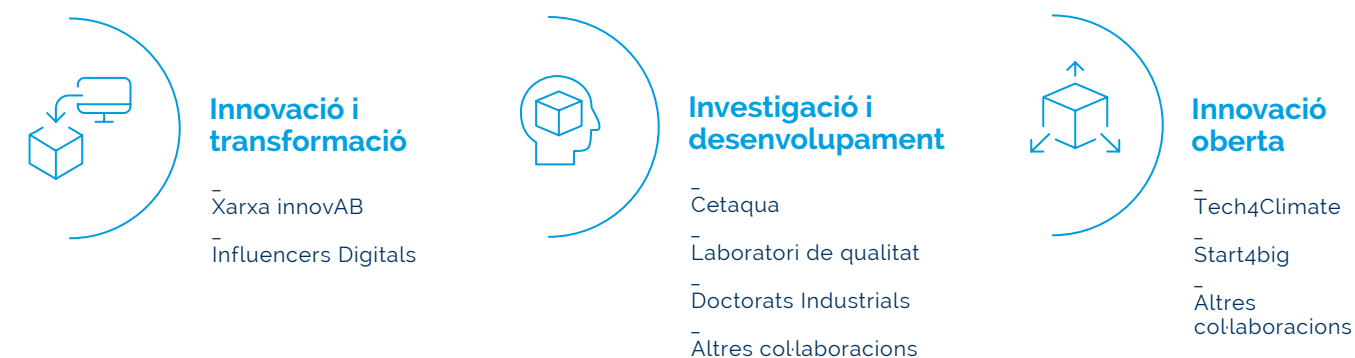 Innovació i
transformació
–
Xarxa innovAB
–
Influencers Digitals
Investigació i
desenvolupament
–
Cetaqua
–
Laboratori de qualitat
–
Doctorats Industrials
–
Altres col·laboracions
Innovació
oberta
–
Tech4Climate
–
Start4big
–
Altres
col·laboracions